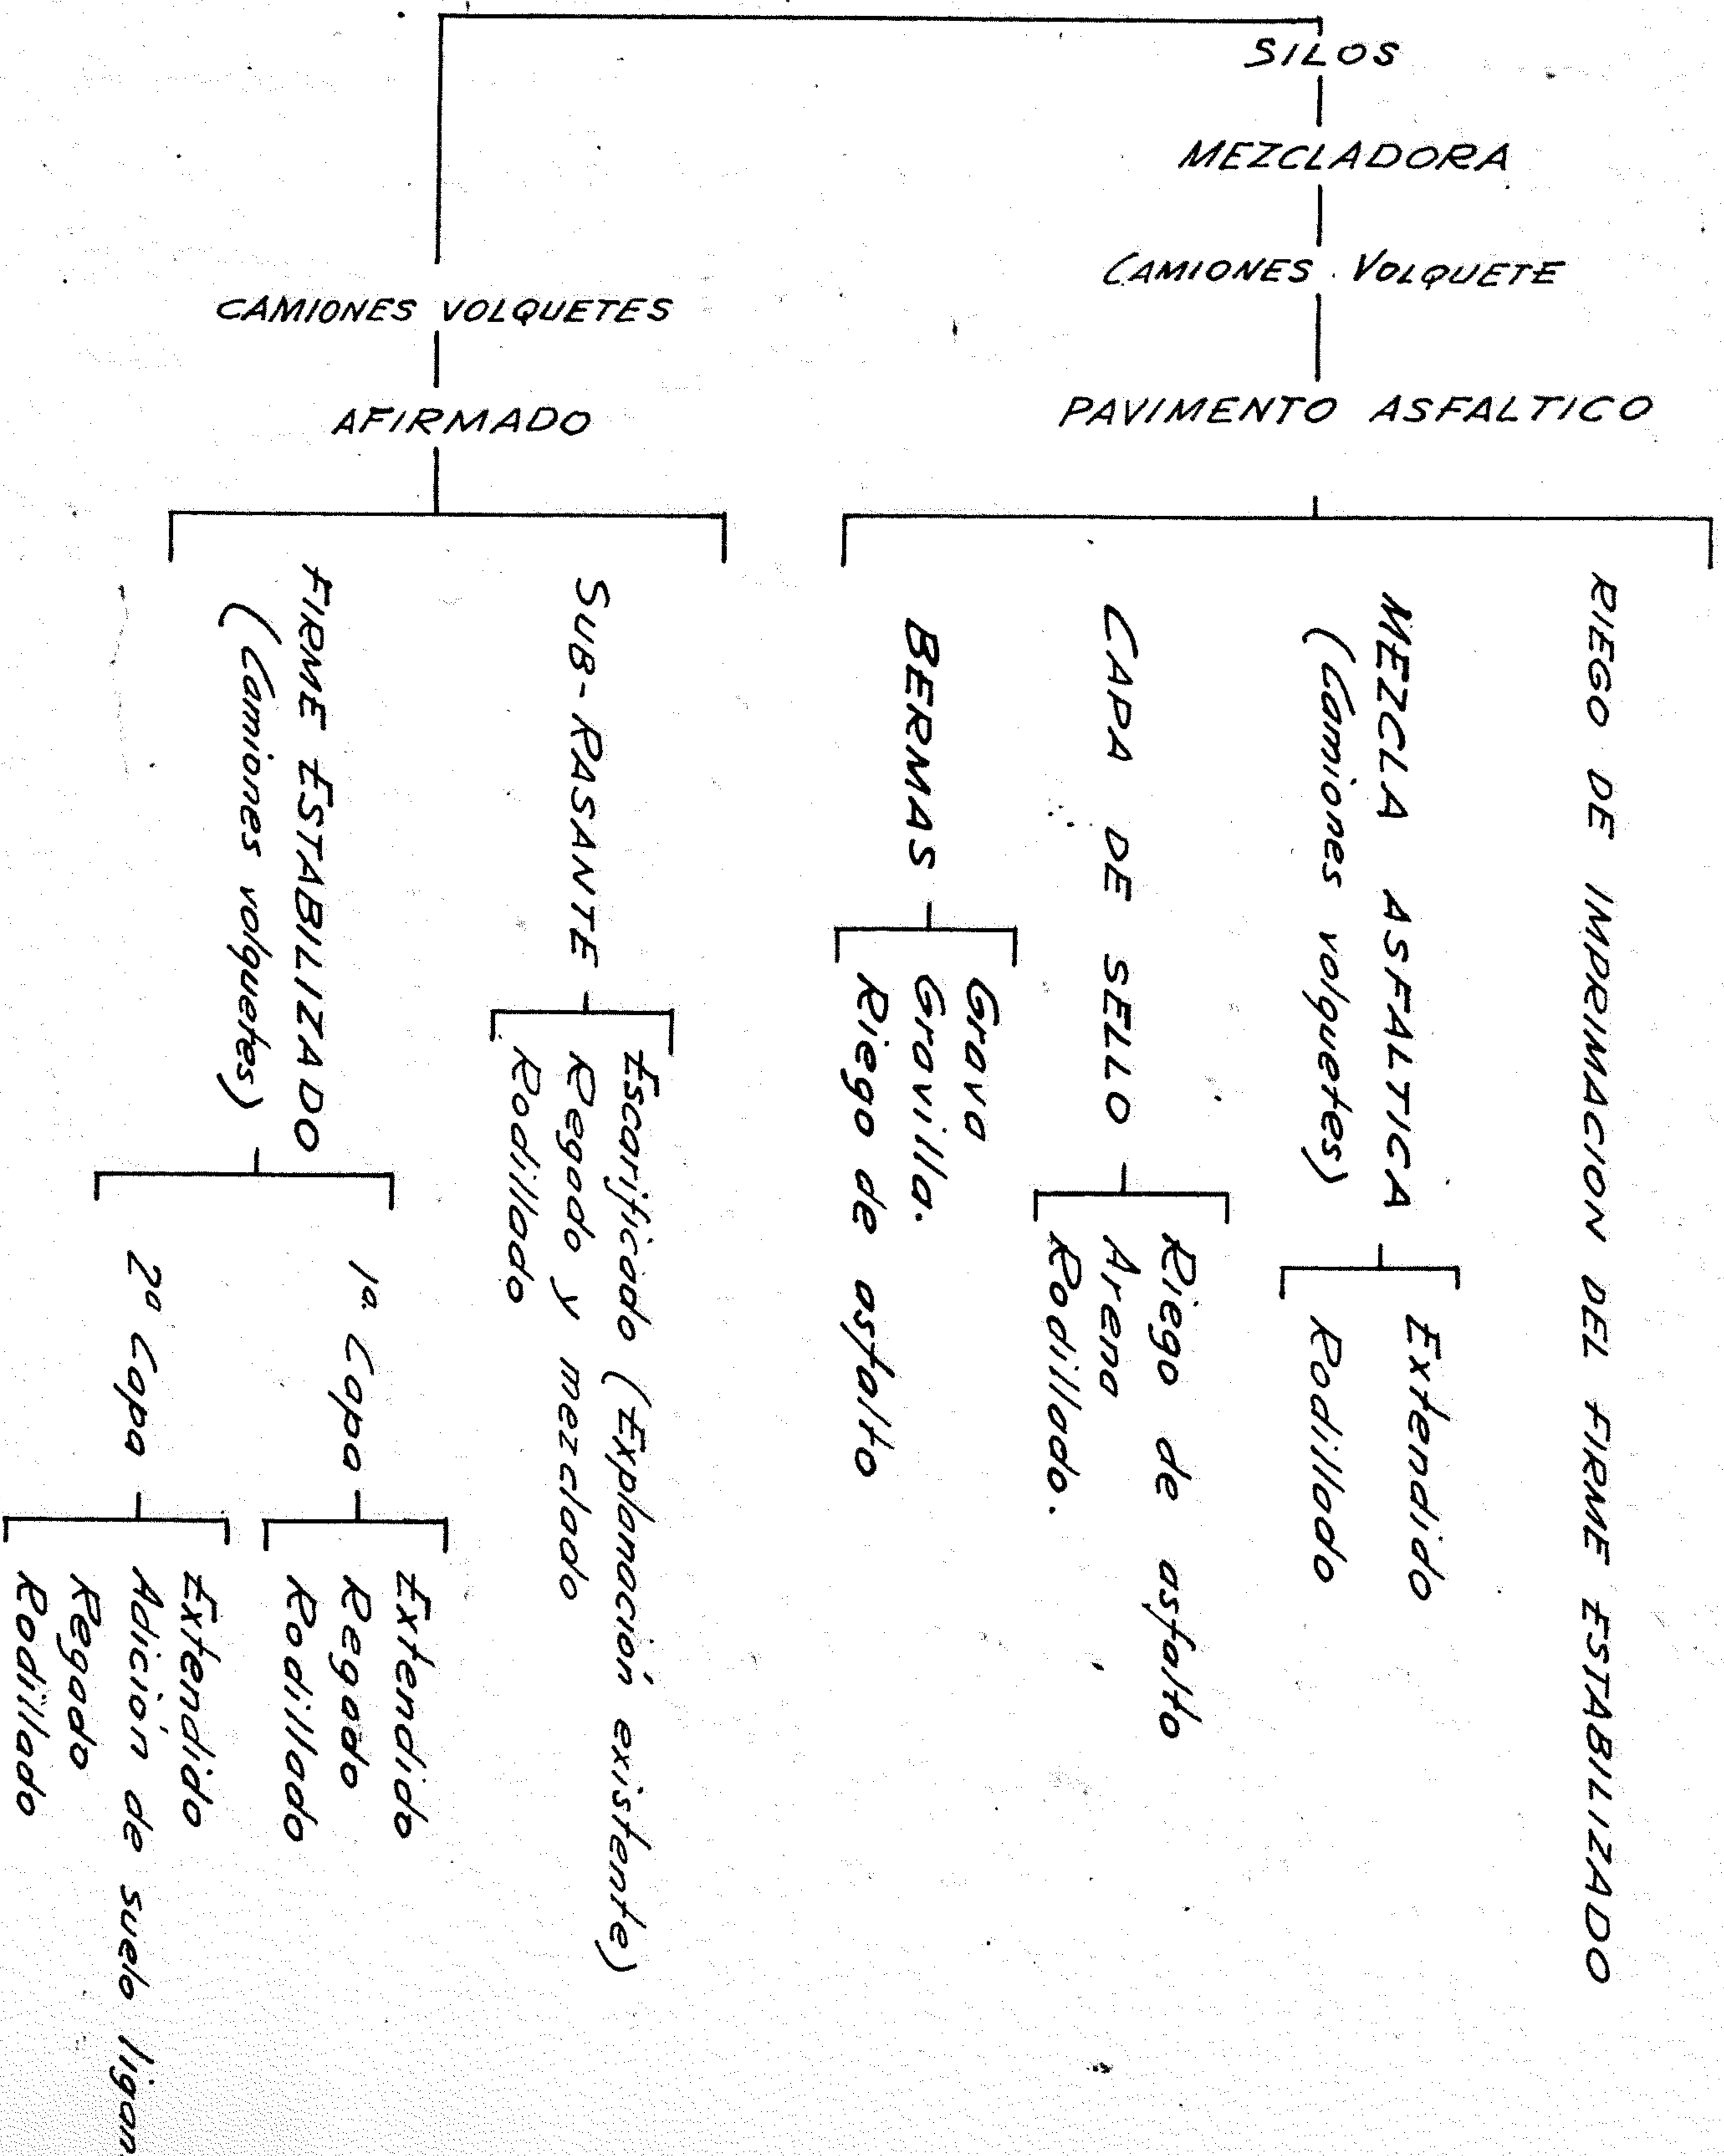 SILOS
MEZCLADORA
CAMIONES VOLQUETE
PAVIMENTO ASFALTICO
CAMIONES VOLQUETES
AFIRMADO
RIEGO DE IMPRIMACION DEL FIRME ESTABILIZADO
MEZCLA ASFALTICA
(Camiones volquetes)
Extendido
Rodillado
CAPA DE SELLO
Riego de asfalto
Arena
Rodillado.
BERMAS
Grava
Gravilla.
Riego de asfalto
SUB-RASANTE
Escarificado (Explanación existente)
Regado y mezclado
Rodillado
FIRME ESTABILIZADO
(Camiones volquetes)
1a. Capa
Extendido
Regado
Rodillado
2a Capa
Extendido
Adición de suelo ligan
Regado
Rodillado